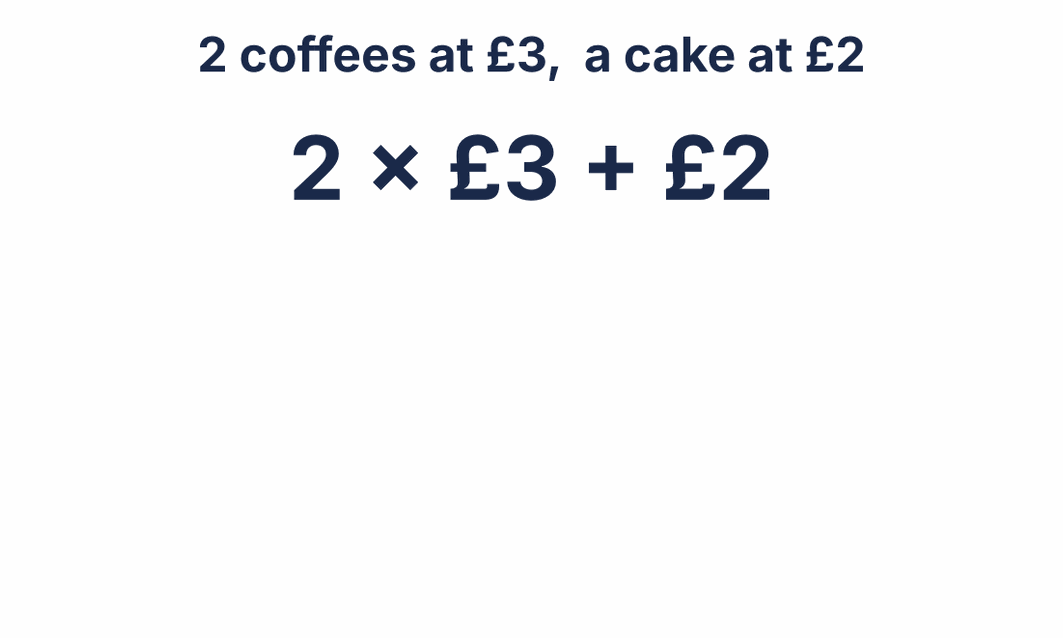 2 coffees at £3,  a cake at £2
2 × £3 + £2